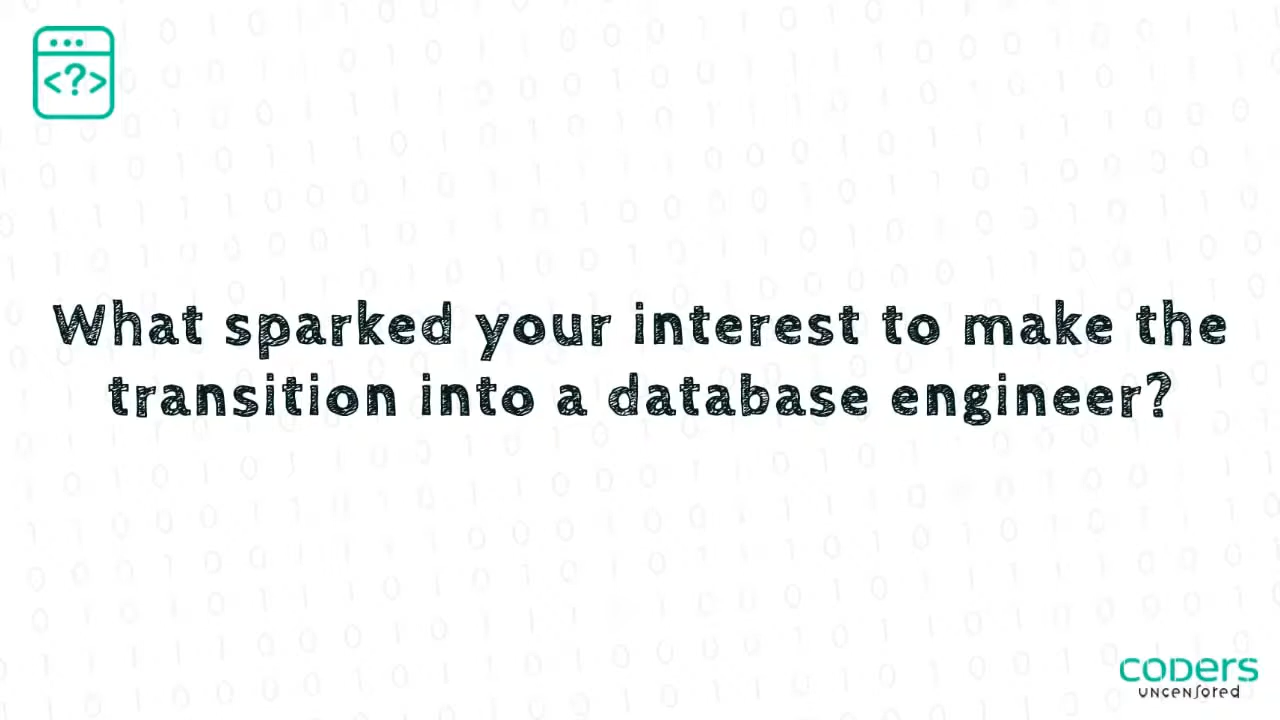 <?>
What sparked your interest to make the
transition into a database engineer?
CODERS
UNCENSORED